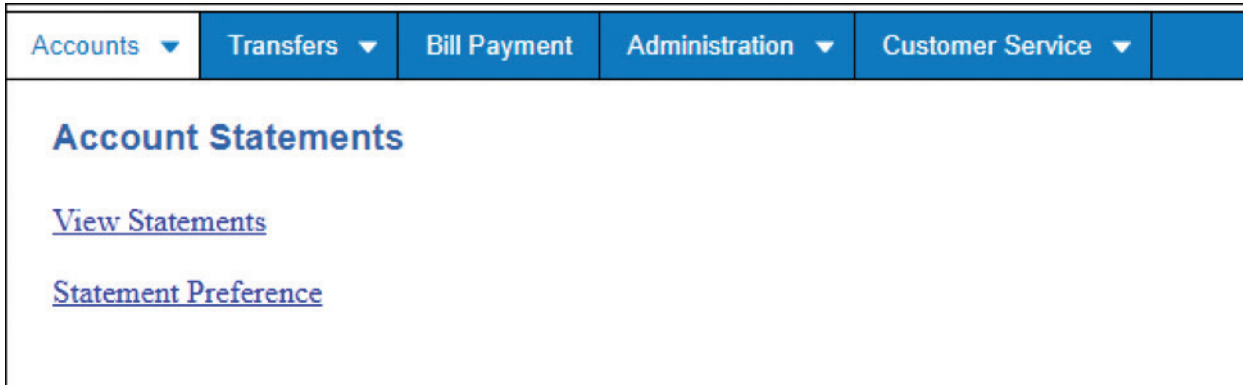 Accounts Transfers Bill Payment Administration Customer Service
Account Statements
View Statements
Statement Preference